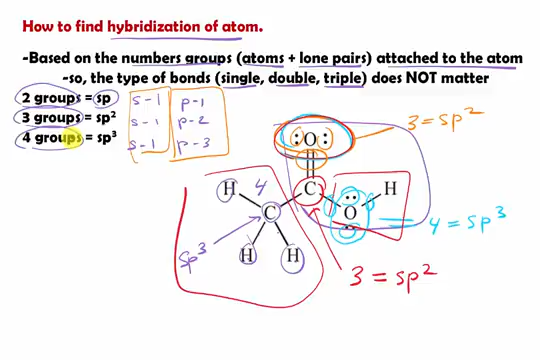 How to find hybridization of atom.
-Based on the numbers groups (atoms + lone pairs) attached to the atom
-so, the type of bonds (single, double, triple) does NOT matter
2 groups = sp
3 groups = sp²
4 groups = sp³
s-1 p-1
s-1 p-2
s-1 p-3
3=sp²
O
H 4 C H
C O
4=sp³
sp³
H H
3=sp²